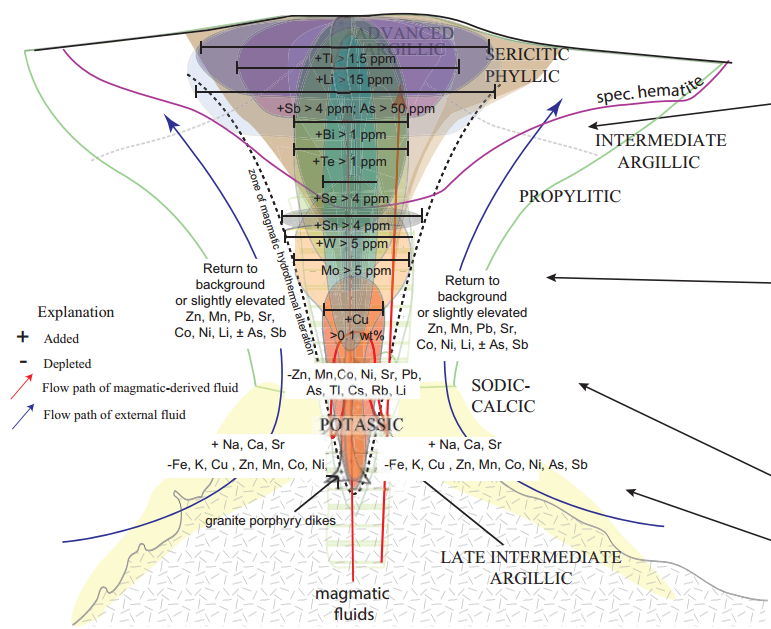 ADVANCED
ARGILLIC
SERICITIC
PHYLLIC
+Tl > 1.5 ppm
+Li > 15 ppm
spec. hematite
+Sb > 4 ppm; As > 50 ppm
+Bi > 1 ppm
INTERMEDIATE
ARGILLIC
+Te > 1 ppm
zone of magmatic hydrothermal alteration
+Se > 4 ppm
PROPYLITIC
+Sn > 4 ppm
+W > 5 ppm
Mo > 5 ppm
Return to
background
or slightly elevated
Zn, Mn, Pb, Sr,
Co, Ni, Li, ± As, Sb
Return to
background
or slightly elevated
Zn, Mn, Pb, Sr,
Co, Ni, Li, ± As, Sb
+Cu
>0.1 wt%
Explanation
+ Added
- Depleted
Flow path of magmatic-derived fluid
Flow path of external fluid
-Zn, Mn,Co, Ni, Sr, Pb,
As, Tl, Cs, Rb, Li
SODIC-
CALCIC
POTASSIC
+ Na, Ca, Sr
-Fe, K, Cu , Zn, Mn, Co, Ni,
+ Na, Ca, Sr
-Fe, K, Cu , Zn, Mn, Co, Ni, As, Sb
granite porphyry dikes
LATE INTERMEDIATE
ARGILLIC
magmatic
fluids